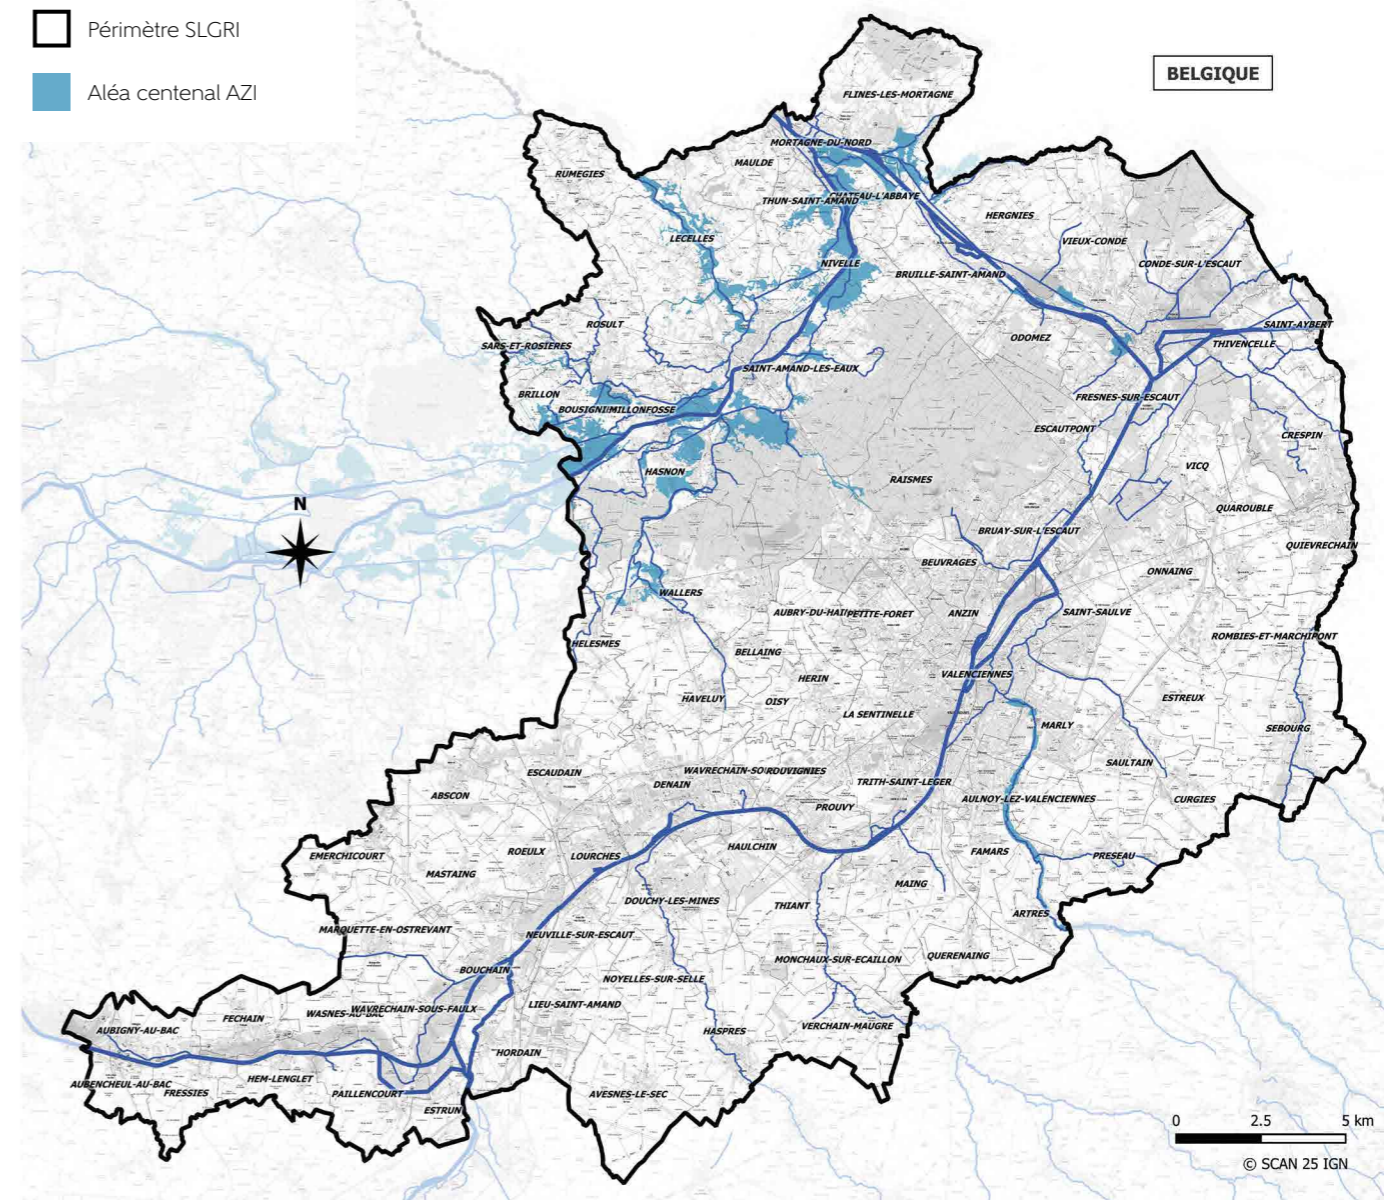 Périmètre SLGRI
Aléa centenal AZI
BELGIQUE
FLINES-LES-MORTAGNE
MORTAGNE-DU-NORD
MAULDE
RUMEGIES
CHATEAU-L'ABBAYE
THUN-SAINT-AMAND
HERGNIES
LECELLES
VIEUX-CONDE
NIVELLE
CONDE-SUR-L'ESCAUT
BRUILLE-SAINT-AMAND
ROSULT
SAINT-AYBERT
ODOMEZ
THIVENCELLE
SARS-ET-ROSIERES
SAINT-AMAND-LES-EAUX
BRILLON
FRESNES-SUR-ESCAUT
BOUSIGNI
MILLONFOSSE
ESCAUTPONT
CRESPIN
VICQ
HASNON
RAISMES
N
QUAROUBLE
BRUAY-SUR-L'ESCAUT
QUIEVRECHAIN
BEUVRAGES
ONNAING
WALLERS
AUBRY-DU-HAI
PETITE-FORET
ANZIN
SAINT-SAULVE
ROMBIES-ET-MARCHIPONT
HELESMES
BELLAING
VALENCIENNES
HERIN
HAVELUY
OISY
ESTREUX
LA SENTINELLE
MARLY
SEBOURG
SAULTAIN
ESCAUDAIN
WAVRECHAIN-SO
ROUVIGNIES
DENAIN
TRITH-SAINT-LEGER
ABSCON
AULNOY-LEZ-VALENCIENNES
CURGIES
PROUVY
HAULCHIN
ROEULX
LOURCHES
EMERCHICOURT
FAMARS
PRESEAU
MASTAING
MAING
DOUCHY-LES-MINES
THIANT
ARTRES
MARQUETTE-EN-OSTREVANT
NEUVILLE-SUR-ESCAUT
QUERENAING
MONCHAUX-SUR-ECAILLON
BOUCHAIN
NOYELLES-SUR-SELLE
LIEU-SAINT-AMAND
WAVRECHAIN-SOUS-FAULX
WASNES-AU-BAC
FECHAIN
AUBIGNY-AU-BAC
HASPRES
VERCHAIN-MAUGRE
HORDAIN
HEM-LENGLET
AUBENCHEUL-AU-BAC
FRESSIES
PAILLENCOURT
AVESNES-LE-SEC
ESTRUN
0 2.5 5 km
© SCAN 25 IGN